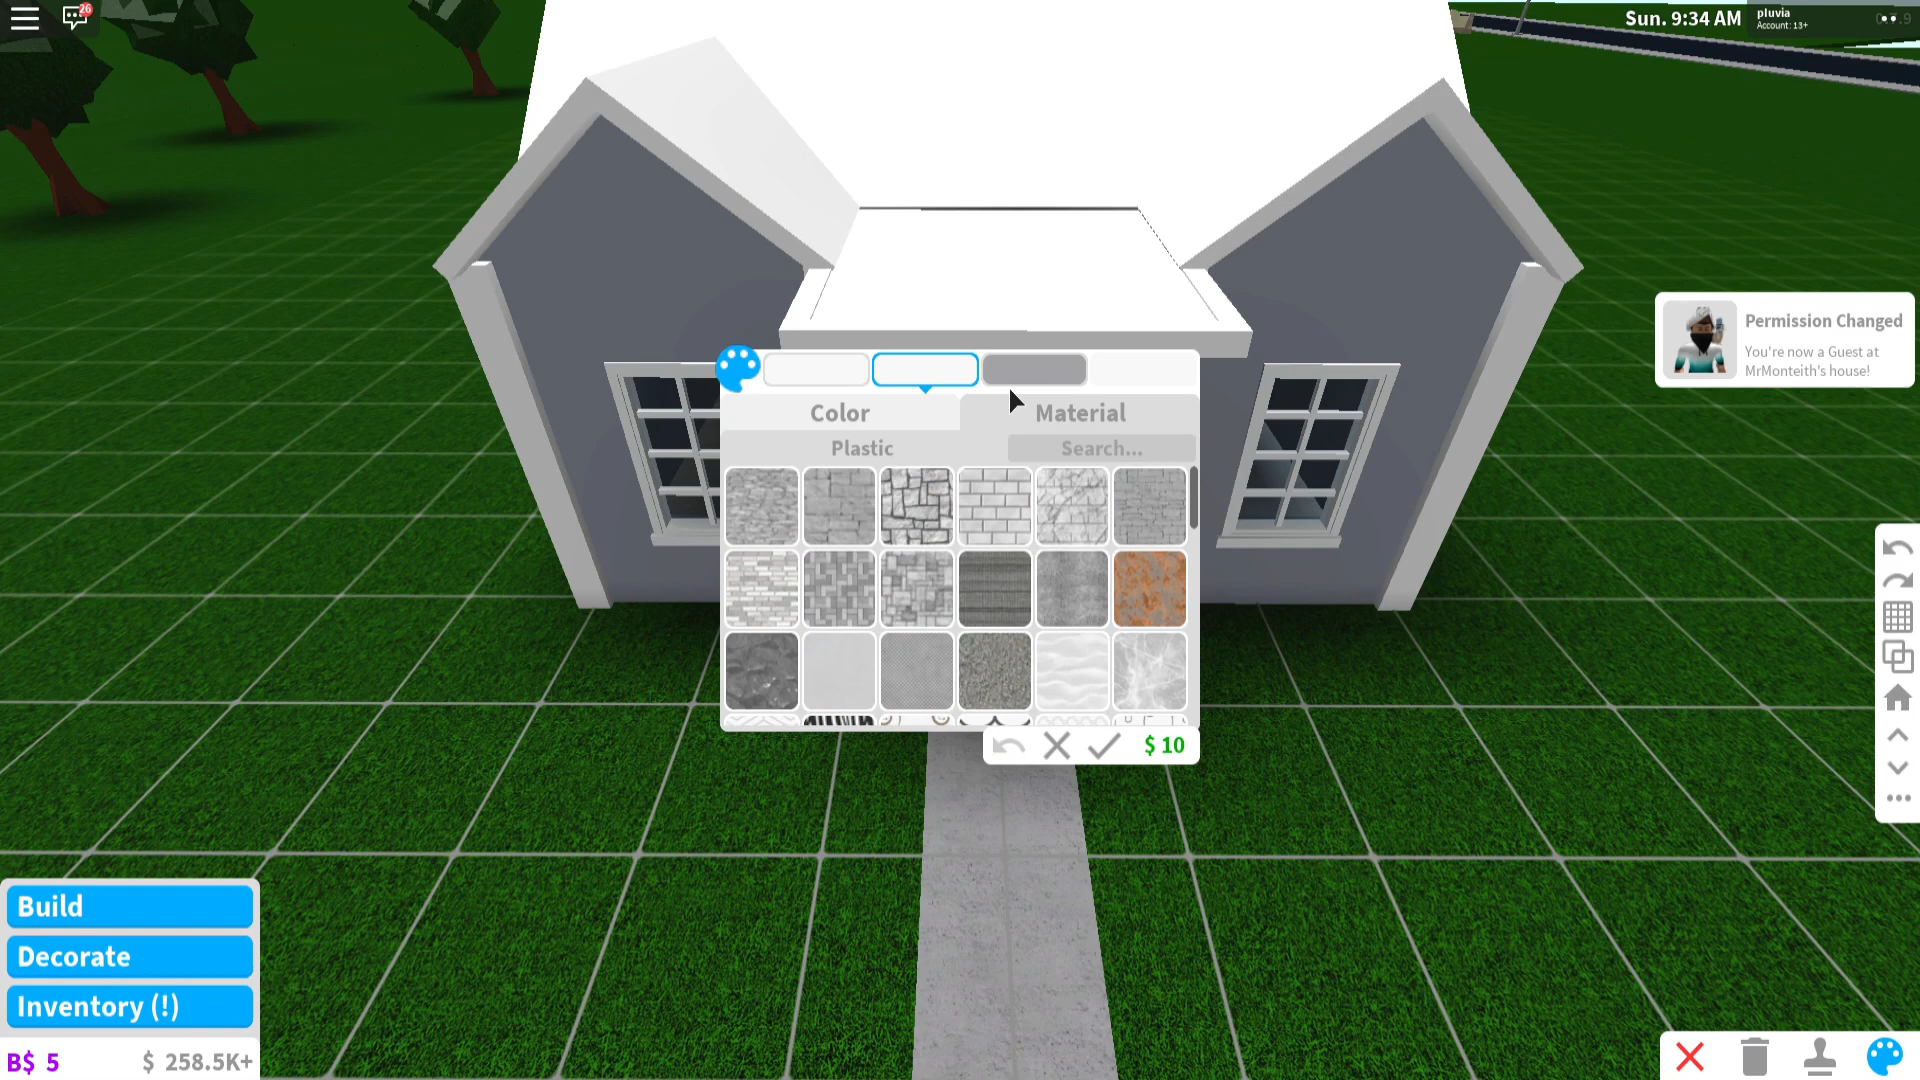 26
Sun. 9:34 AM
pluvia
Account: 13+
Permission Changed
You're now a Guest at
MrMonteith's house!
Color
Material
Plastic
Search...
$ 10
Build
Decorate
Inventory (!)
B$ 5
$ 258.5K+